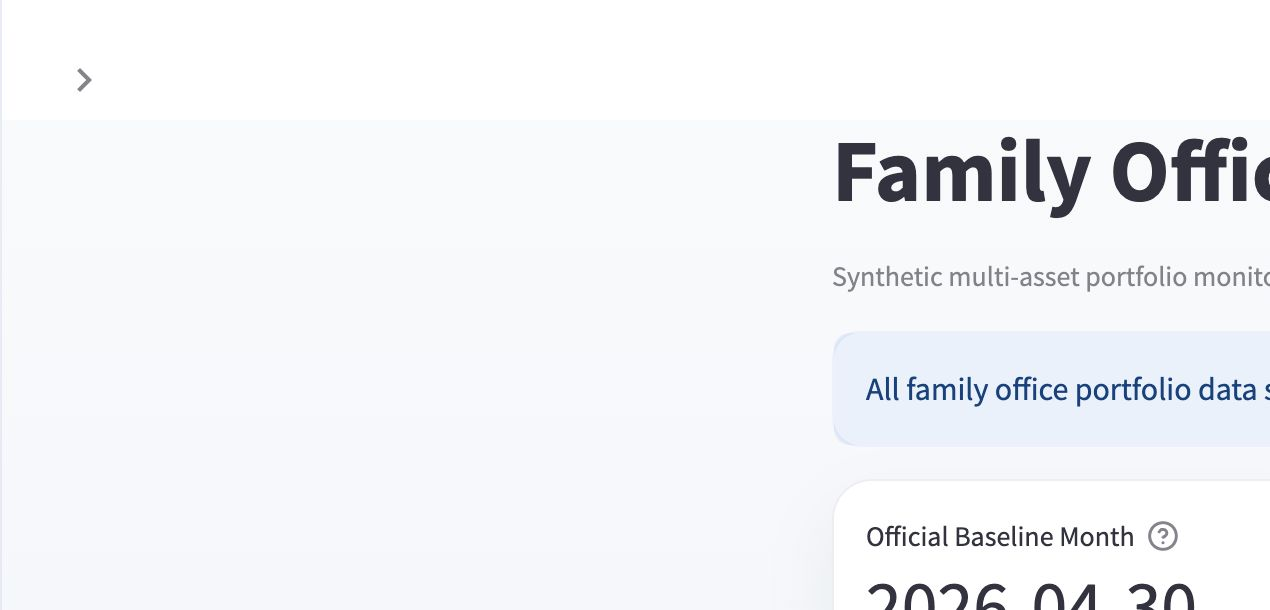 Family Offic
Synthetic multi-asset portfolio monito
All family office portfolio data s
Official Baseline Month
2026-04-30